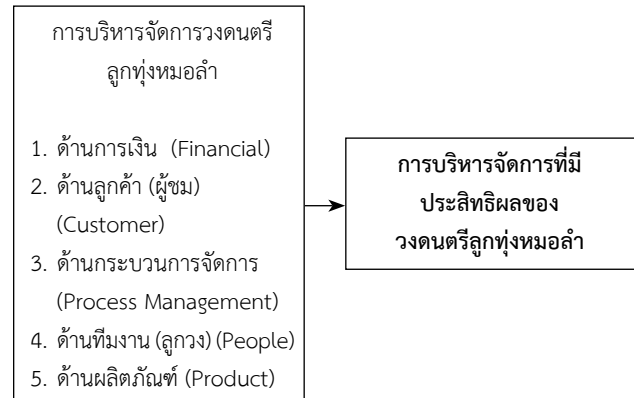 การบริหารจัดการวงดนตรี
ลูกทุ่งหมอลำ
1. ด้านการเงิน (Financial)
2. ด้านลูกค้า (ผู้ชม)
(Customer)
3. ด้านกระบวนการจัดการ
(Process Management)
4. ด้านทีมงาน (ลูกวง) (People)
5. ด้านผลิตภัณฑ์ (Product)
การบริหารจัดการที่มี
ประสิทธิผลของ
วงดนตรีลูกทุ่งหมอลำ